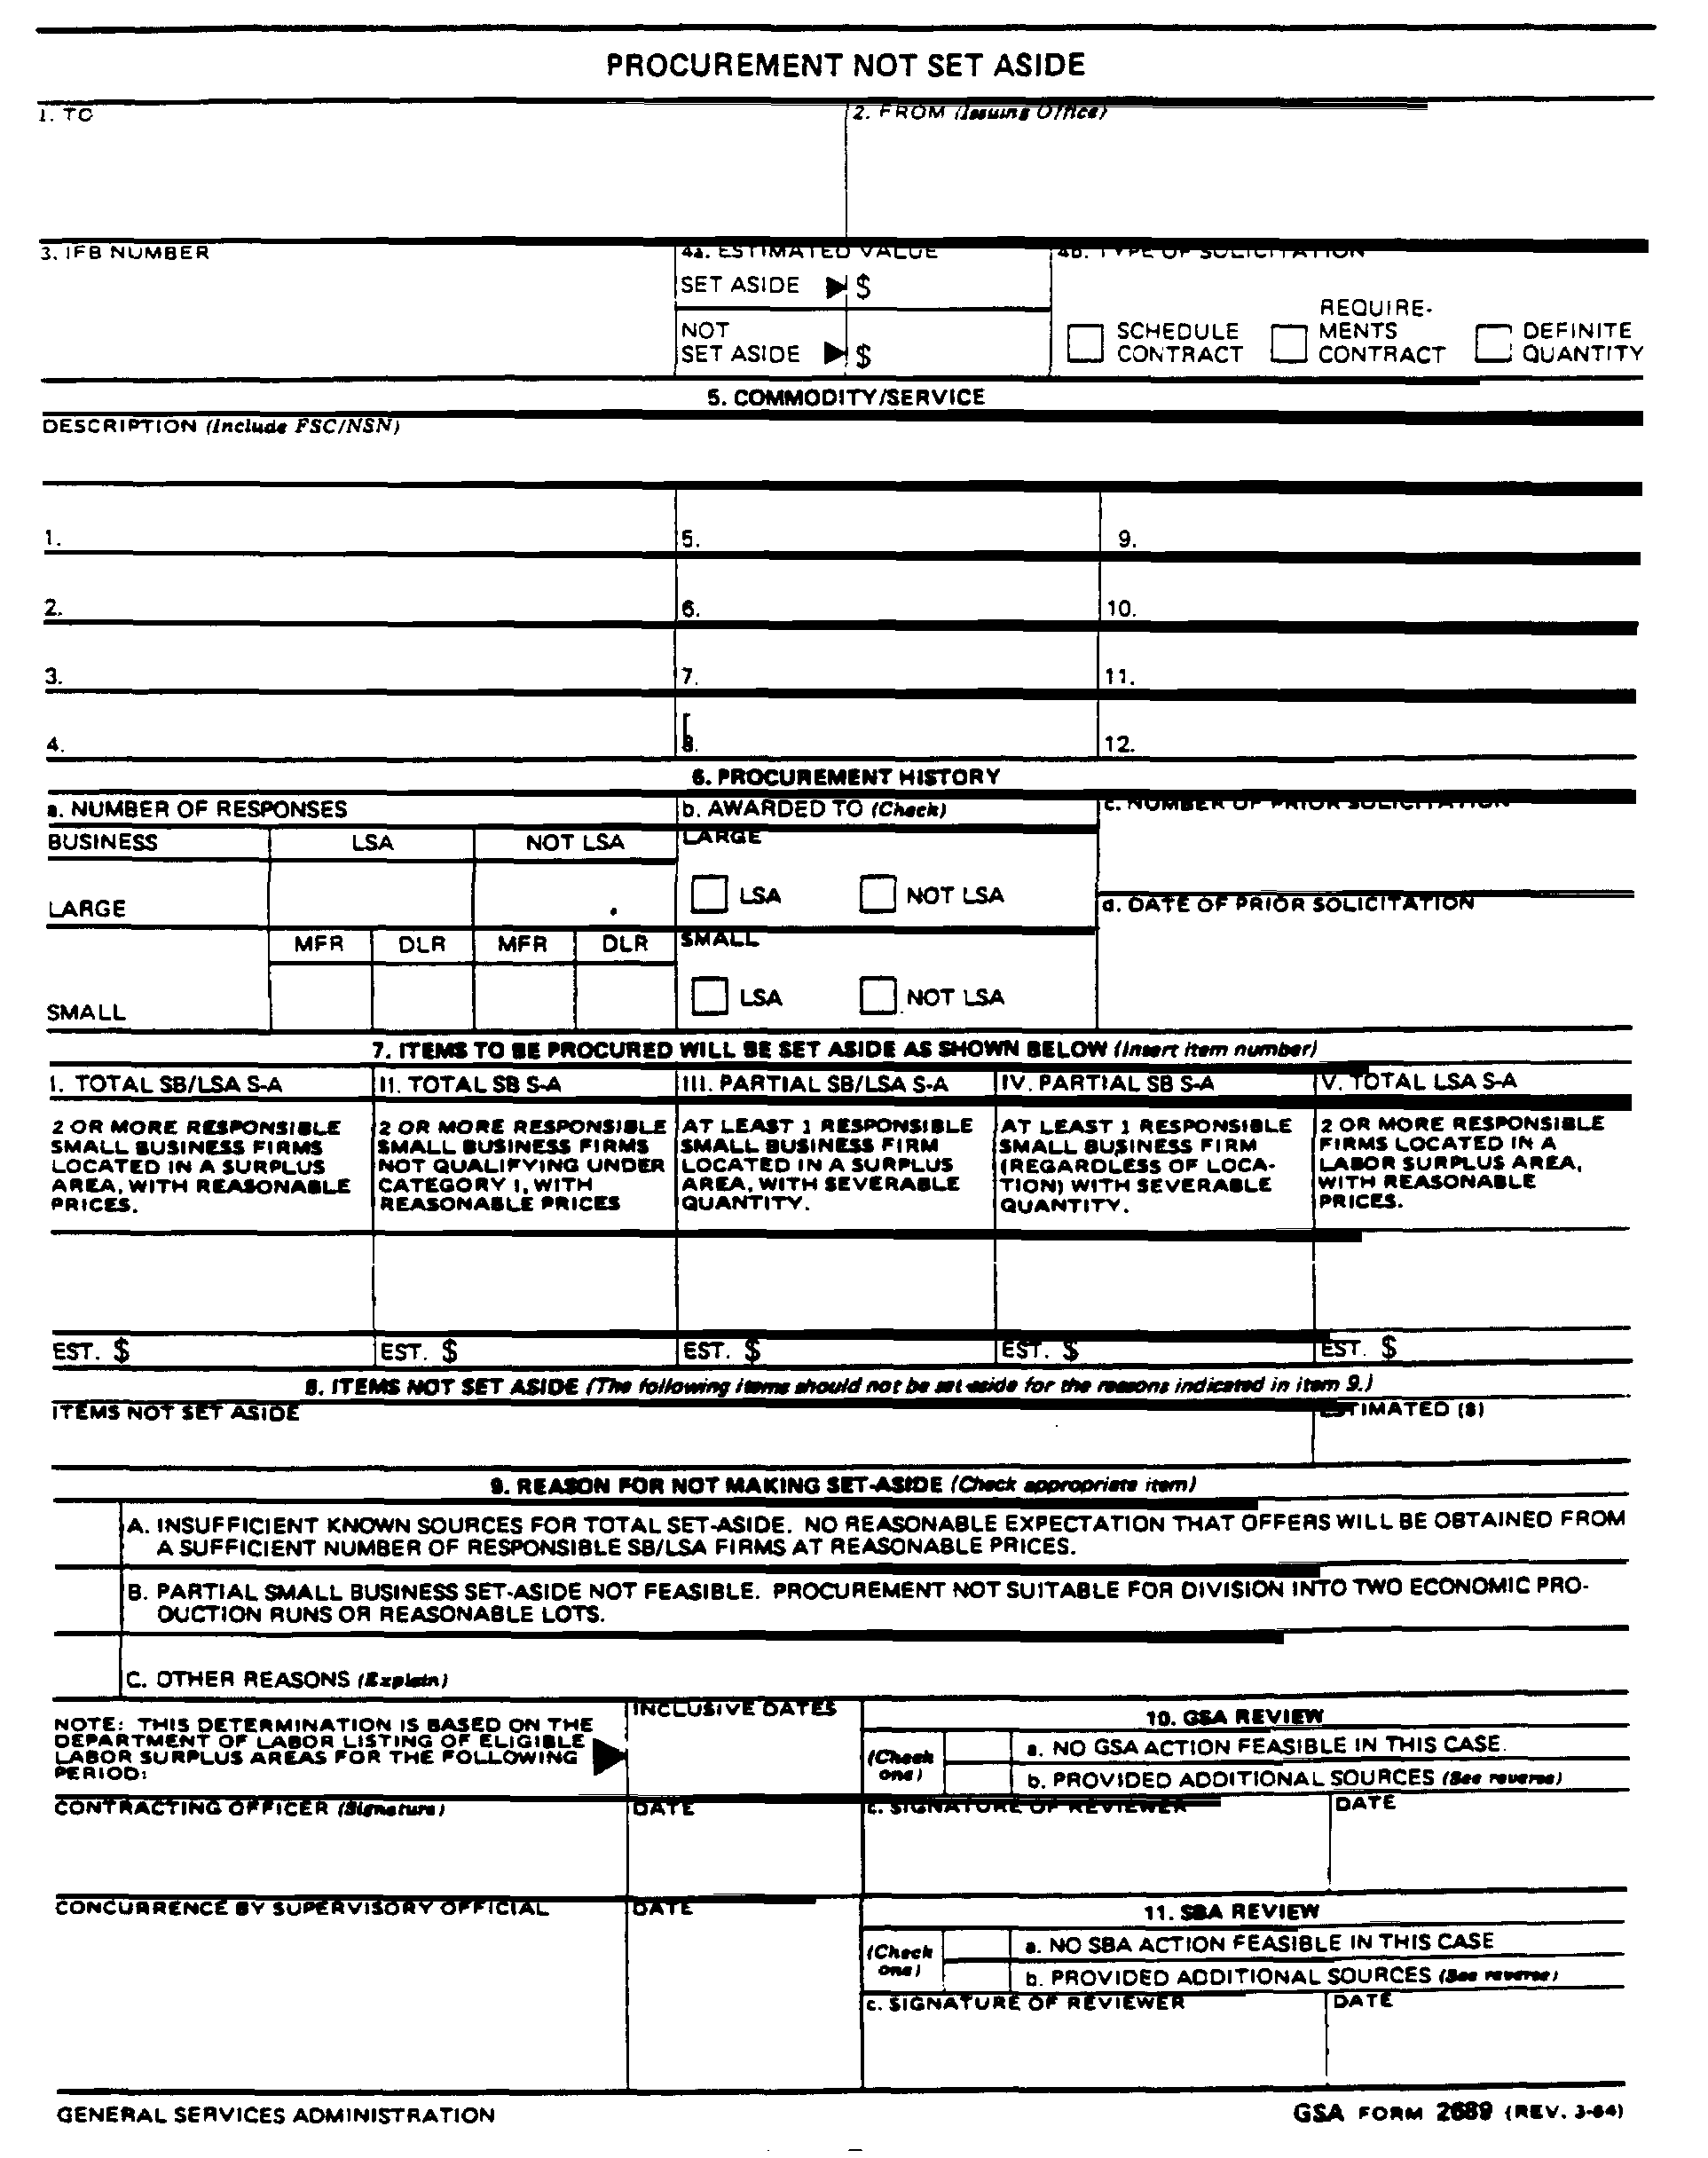 PROCUREMENT NOT SET ASIDE
1. TO
2. FROM (Issuing Office)
3. IFB NUMBER
4a. ESTIMATED VALUE
SET ASIDE ▶ $
NOT
SET ASIDE ▶ $
4b. TYPE OF SOLICITATION
SCHEDULE
CONTRACT
REQUIRE-
MENTS
CONTRACT
DEFINITE
QUANTITY
5. COMMODITY/SERVICE
DESCRIPTION (Include FSC/NSN)
1.
5.
9.
2.
6.
10.
3.
7.
11.
4.
8.
12.
6. PROCUREMENT HISTORY
a. NUMBER OF RESPONSES
b. AWARDED TO (Check)
c. NUMBER OF PRIOR SOLICITATION
BUSINESS
LSA
NOT LSA
LARGE
LARGE
LSA
NOT LSA
d. DATE OF PRIOR SOLICITATION
MFR
DLR
MFR
DLR
SMALL
SMALL
LSA
NOT LSA
7. ITEMS TO BE PROCURED WILL BE SET ASIDE AS SHOWN BELOW (Insert item number)
I. TOTAL SB/LSA S-A
II. TOTAL SB S-A
III. PARTIAL SB/LSA S-A
IV. PARTIAL SB S-A
V. TOTAL LSA S-A
2 OR MORE RESPONSIBLE
SMALL BUSINESS FIRMS
LOCATED IN A SURPLUS
AREA, WITH REASONABLE
PRICES.
2 OR MORE RESPONSIBLE
SMALL BUSINESS FIRMS
NOT QUALIFYING UNDER
CATEGORY I, WITH
REASONABLE PRICES
AT LEAST 1 RESPONSIBLE
SMALL BUSINESS FIRM
LOCATED IN A SURPLUS
AREA, WITH SEVERABLE
QUANTITY.
AT LEAST 1 RESPONSIBLE
SMALL BUSINESS FIRM
(REGARDLESS OF LOCA-
TION) WITH SEVERABLE
QUANTITY.
2 OR MORE RESPONSIBLE
FIRMS LOCATED IN A
LABOR SURPLUS AREA,
WITH REASONABLE
PRICES.
EST. $
EST. $
EST. $
EST. $
EST. $
8. ITEMS NOT SET ASIDE (The following items should not be set-aside for the reasons indicated in item 9.)
ITEMS NOT SET ASIDE
ESTIMATED ($)
9. REASON FOR NOT MAKING SET-ASIDE (Check appropriate item)
A. INSUFFICIENT KNOWN SOURCES FOR TOTAL SET-ASIDE. NO REASONABLE EXPECTATION THAT OFFERS WILL BE OBTAINED FROM
A SUFFICIENT NUMBER OF RESPONSIBLE SB/LSA FIRMS AT REASONABLE PRICES.
B. PARTIAL SMALL BUSINESS SET-ASIDE NOT FEASIBLE. PROCUREMENT NOT SUITABLE FOR DIVISION INTO TWO ECONOMIC PRO-
DUCTION RUNS OR REASONABLE LOTS.
C. OTHER REASONS (Explain)
NOTE: THIS DETERMINATION IS BASED ON THE
DEPARTMENT OF LABOR LISTING OF ELIGIBLE
LABOR SURPLUS AREAS FOR THE FOLLOWING
PERIOD:
INCLUSIVE DATES
10. GSA REVIEW
(Check
one)
a. NO GSA ACTION FEASIBLE IN THIS CASE.
b. PROVIDED ADDITIONAL SOURCES (See reverse)
CONTRACTING OFFICER (Signature)
DATE
c. SIGNATURE OF REVIEWER
DATE
CONCURRENCE BY SUPERVISORY OFFICIAL
DATE
11. SBA REVIEW
(Check
one)
a. NO SBA ACTION FEASIBLE IN THIS CASE
b. PROVIDED ADDITIONAL SOURCES (See reverse)
c. SIGNATURE OF REVIEWER
DATE
GENERAL SERVICES ADMINISTRATION
GSA FORM 2689 (REV. 3-84)